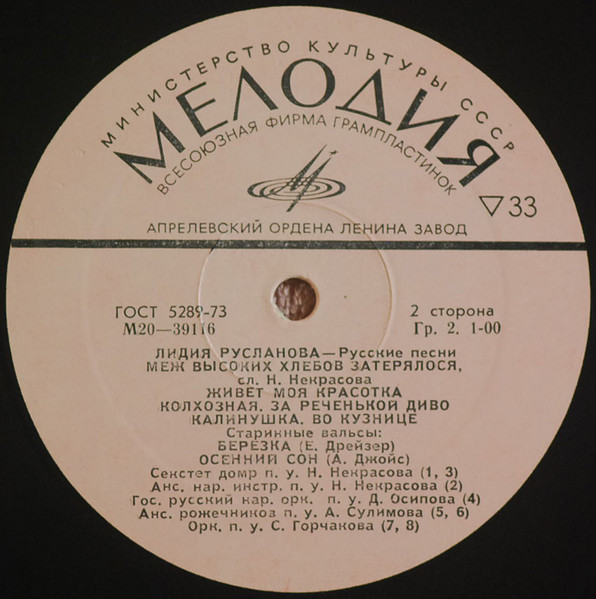 МИНИСТЕРСТВО КУЛЬТУРЫ СССР
МЕЛОДИЯ
ВСЕСОЮЗНАЯ ФИРМА ГРАМПЛАСТИНОК
▽33
АПРЕЛЕВСКИЙ ОРДЕНА ЛЕНИНА ЗАВОД
ГОСТ 5289-73 2 сторона
М20—39116 Гр. 2. 1-00
ЛИДИЯ РУСЛАНОВА—Русские песни
МЕЖ ВЫСОКИХ ХЛЕБОВ ЗАТЕРЯЛОСЯ,
сл. Н. Некрасова
ЖИВЕТ МОЯ КРАСОТКА
КОЛХОЗНАЯ. ЗА РЕЧЕНЬКОЙ ДИВО
КАЛИНУШКА. ВО КУЗНИЦЕ
Старинные вальсы:
БЕРЕЗКА (Е. Дрейзер)
ОСЕННИЙ СОН (А. Джойс)
Секстет домр п. у. Н. Некрасова (1, 3)
Анс. нар. инстр. п. у. Н. Некрасова (2)
Гос. русский нар. орк. п. у. Д. Осипова (4)
Анс. рожечников п. у. А. Сулимова (5, 6)
Орк. п. у. С. Горчакова (7, 8)